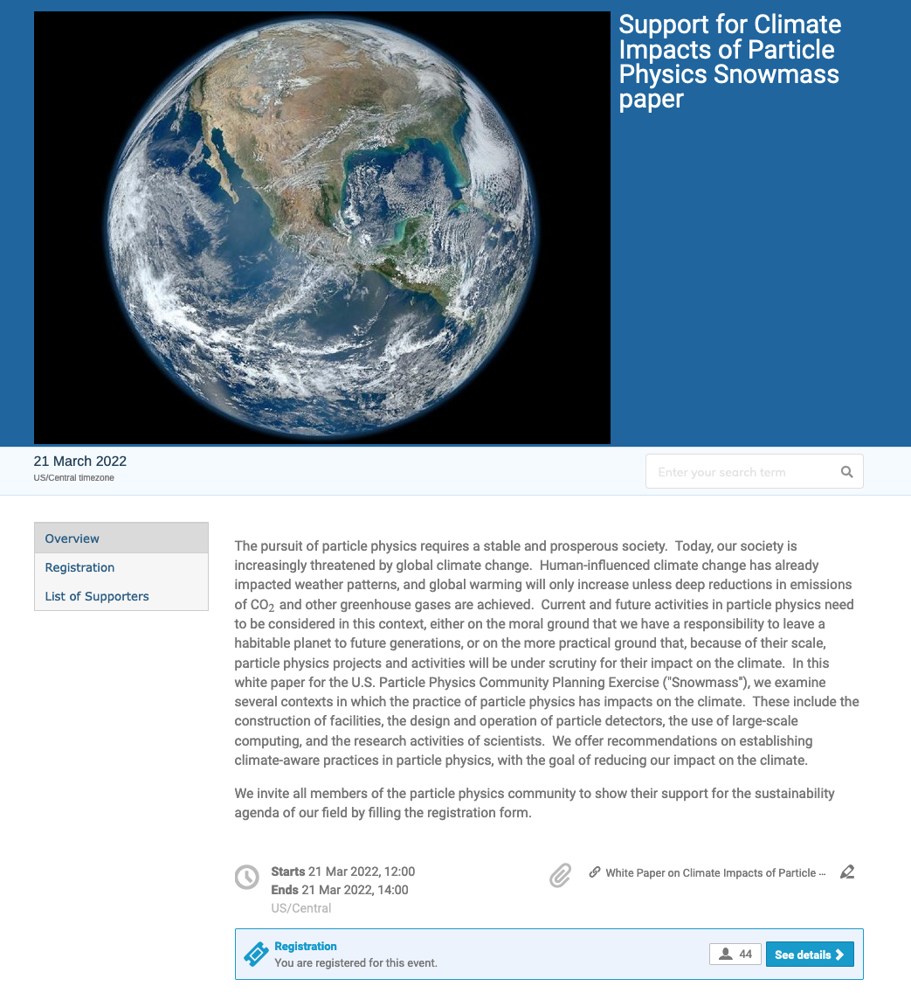 Support for Climate
Impacts of Particle
Physics Snowmass
paper
21 March 2022
US/Central timezone
Enter your search term
Overview
Registration
List of Supporters
The pursuit of particle physics requires a stable and prosperous society. Today, our society is
increasingly threatened by global climate change. Human-influenced climate change has already
impacted weather patterns, and global warming will only increase unless deep reductions in emissions
of CO₂ and other greenhouse gases are achieved. Current and future activities in particle physics need
to be considered in this context, either on the moral ground that we have a responsibility to leave a
habitable planet to future generations, or on the more practical ground that, because of their scale,
particle physics projects and activities will be under scrutiny for their impact on the climate. In this
white paper for the U.S. Particle Physics Community Planning Exercise ("Snowmass"), we examine
several contexts in which the practice of particle physics has impacts on the climate. These include the
construction of facilities, the design and operation of particle detectors, the use of large-scale
computing, and the research activities of scientists. We offer recommendations on establishing
climate-aware practices in particle physics, with the goal of reducing our impact on the climate.
We invite all members of the particle physics community to show their support for the sustainability
agenda of our field by filling the registration form.
Starts 21 Mar 2022, 12:00
Ends 21 Mar 2022, 14:00
US/Central
White Paper on Climate Impacts of Particle ...
Registration
You are registered for this event.
44
See details